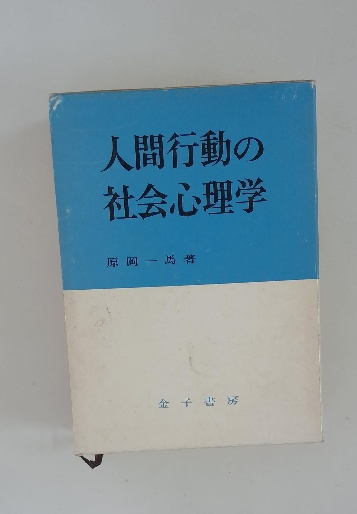 人間行動の
社会心理学
原岡一馬著
金子書房